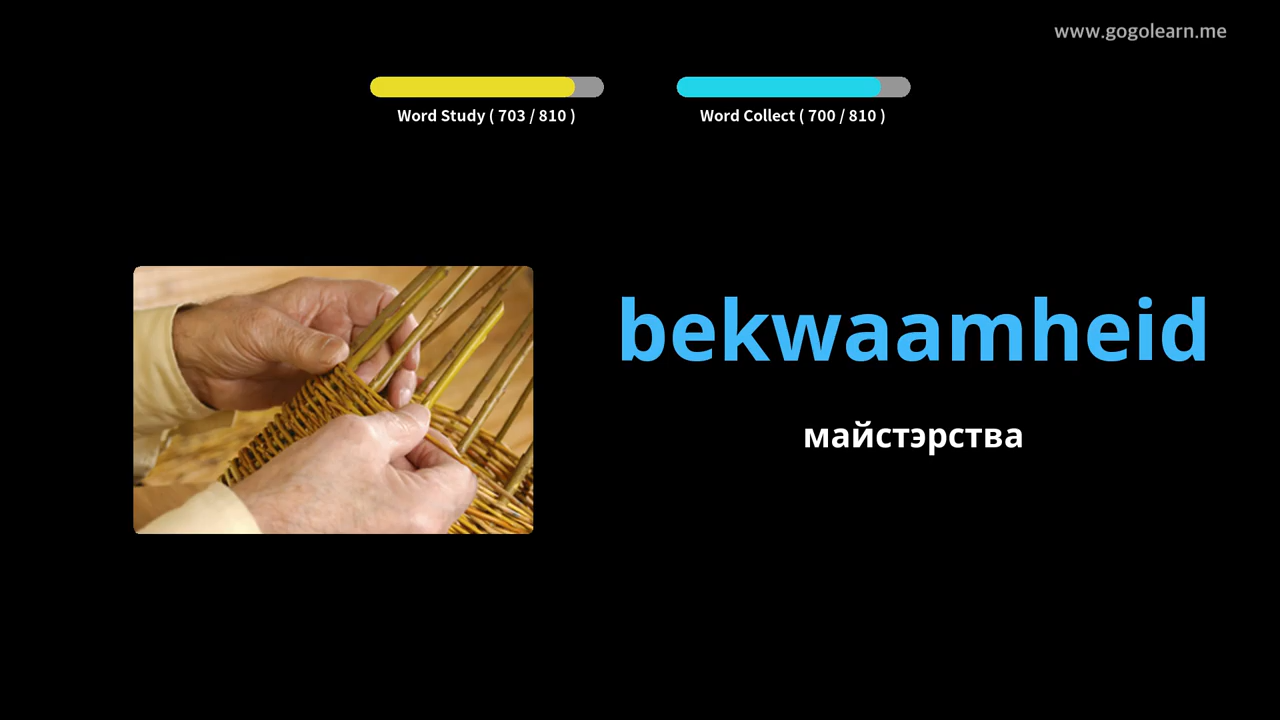 www.gogolearn.me
Word Study ( 703 / 810 )
Word Collect ( 700 / 810 )
bekwaamheid
майстэрства